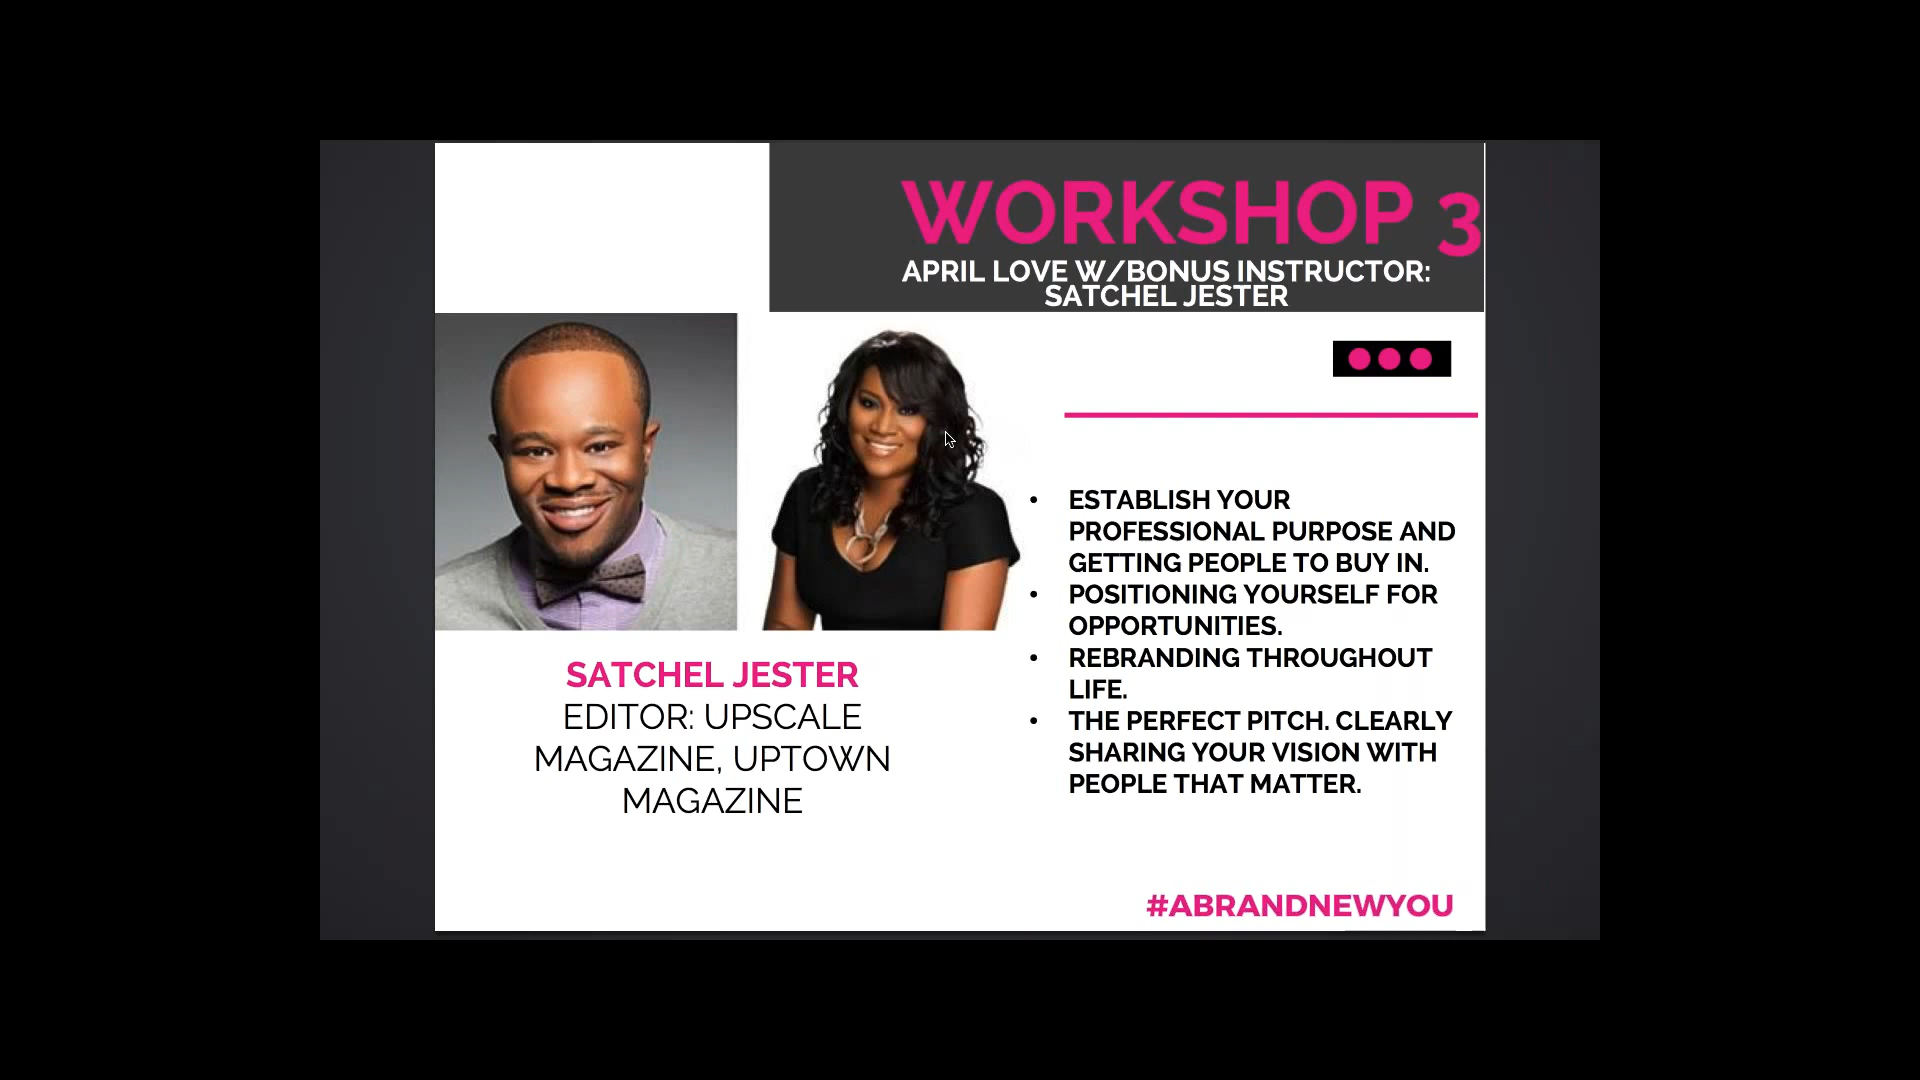 WORKSHOP 3
APRIL LOVE W/BONUS INSTRUCTOR:
SATCHEL JESTER
SATCHEL JESTER
EDITOR: UPSCALE
MAGAZINE, UPTOWN
MAGAZINE
• ESTABLISH YOUR
PROFESSIONAL PURPOSE AND
GETTING PEOPLE TO BUY IN.
• POSITIONING YOURSELF FOR
OPPORTUNITIES.
• REBRANDING THROUGHOUT
LIFE.
• THE PERFECT PITCH. CLEARLY
SHARING YOUR VISION WITH
PEOPLE THAT MATTER.
#ABRANDNEWYOU